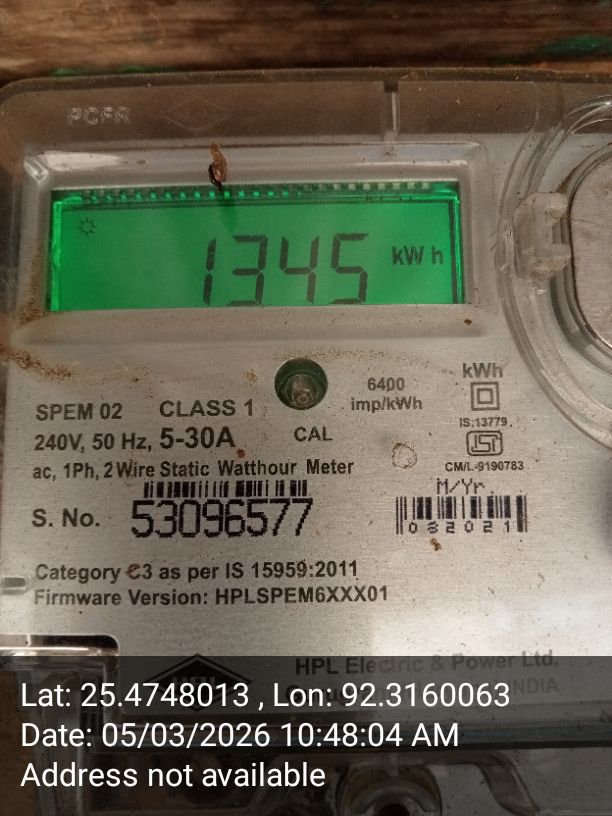 PCFR
1345 kWh
6400
imp/kWh
kWh
SPEM 02 CLASS 1
IS:13779
240V, 50 Hz, 5-30A
CAL
CM/L-9190783
ac, 1Ph, 2 Wire Static Watthour Meter
M/Yr
S. No. 53096577
082021
Category C3 as per IS 15959:2011
Firmware Version: HPLSPEM6XXX01
HPL Electric & Power Ltd.
INDIA
Lat: 25.4748013 , Lon: 92.3160063
Date: 05/03/2026 10:48:04 AM
Address not available